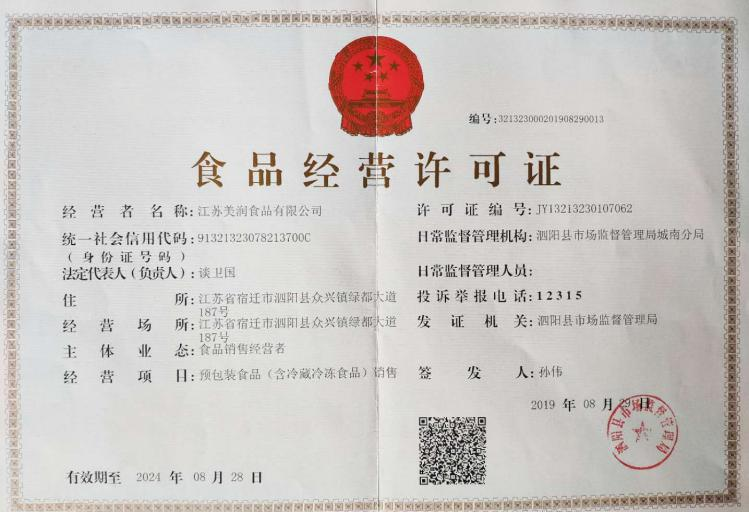 编号:321323000201908290013
食品经营许可证
经营者名称:江苏美润食品有限公司
统一社会信用代码:91321323078213700C
(身份证号码)
法定代表人(负责人):谈卫国
住所:江苏省宿迁市泗阳县众兴镇绿都大道
187号
经营场所:江苏省宿迁市泗阳县众兴镇绿都大道
187号
主体业态:食品销售经营者
经营项目:预包装食品(含冷藏冷冻食品)销售
许可证编号:JY13213230107062
日常监督管理机构:泗阳县市场监督管理局城南分局
日常监督管理人员:
投诉举报电话:12315
发证机关:泗阳县市场监督管理局
签发人:孙伟
2019 年 08 月 29 日
泗阳县市场监督管理局
有效期至 2024 年 08 月 28 日